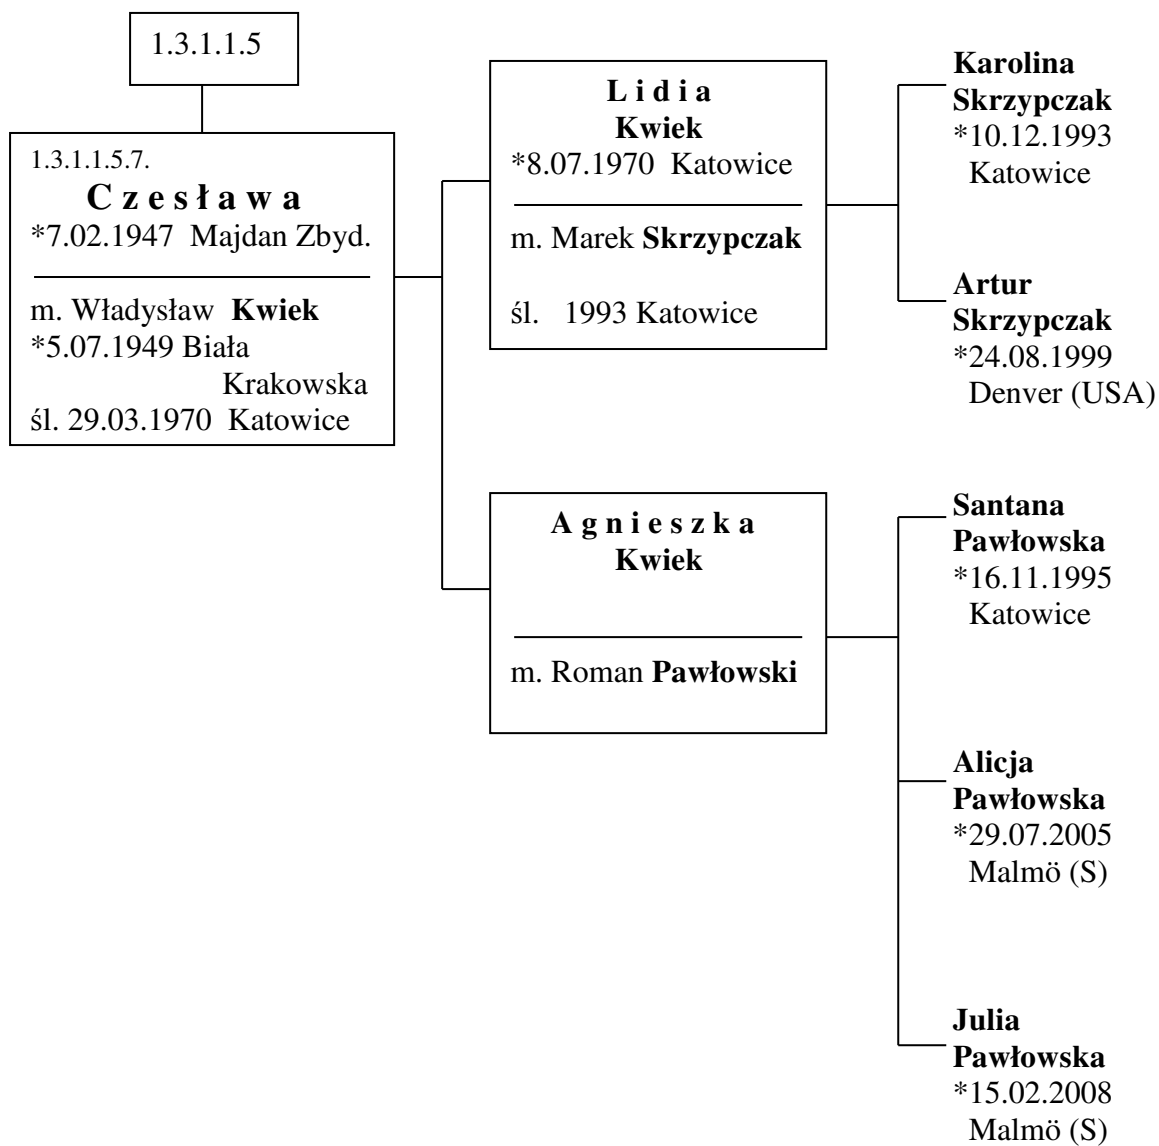 1.3.1.1.5
1.3.1.1.5.7.
C z e s ł a w a
*7.02.1947 Majdan Zbyd.
m. Władysław Kwiek
*5.07.1949 Biała
Krakowska
śl. 29.03.1970 Katowice
L i d i a
Kwiek
*8.07.1970 Katowice
m. Marek Skrzypczak
śl. 1993 Katowice
Karolina
Skrzypczak
*10.12.1993
Katowice
Artur
Skrzypczak
*24.08.1999
Denver (USA)
A g n i e s z k a
Kwiek
m. Roman Pawłowski
Santana
Pawłowska
*16.11.1995
Katowice
Alicja
Pawłowska
*29.07.2005
Malmö (S)
Julia
Pawłowska
*15.02.2008
Malmö (S)